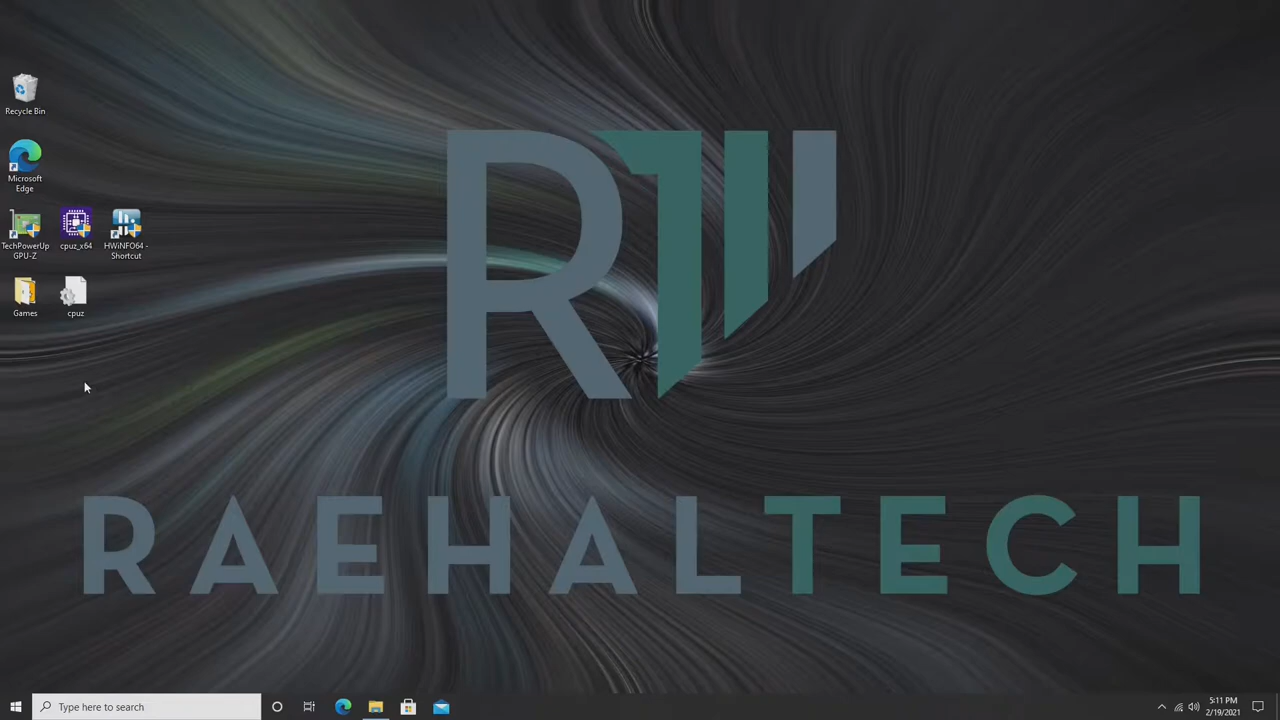 Recycle Bin
Microsoft
Edge
TechPowerUp
GPU-Z
cpuz_x64
HWiNFO64 -
Shortcut
Games
cpuz
RAEHALTECH
Type here to search
5:11 PM
2/19/2021